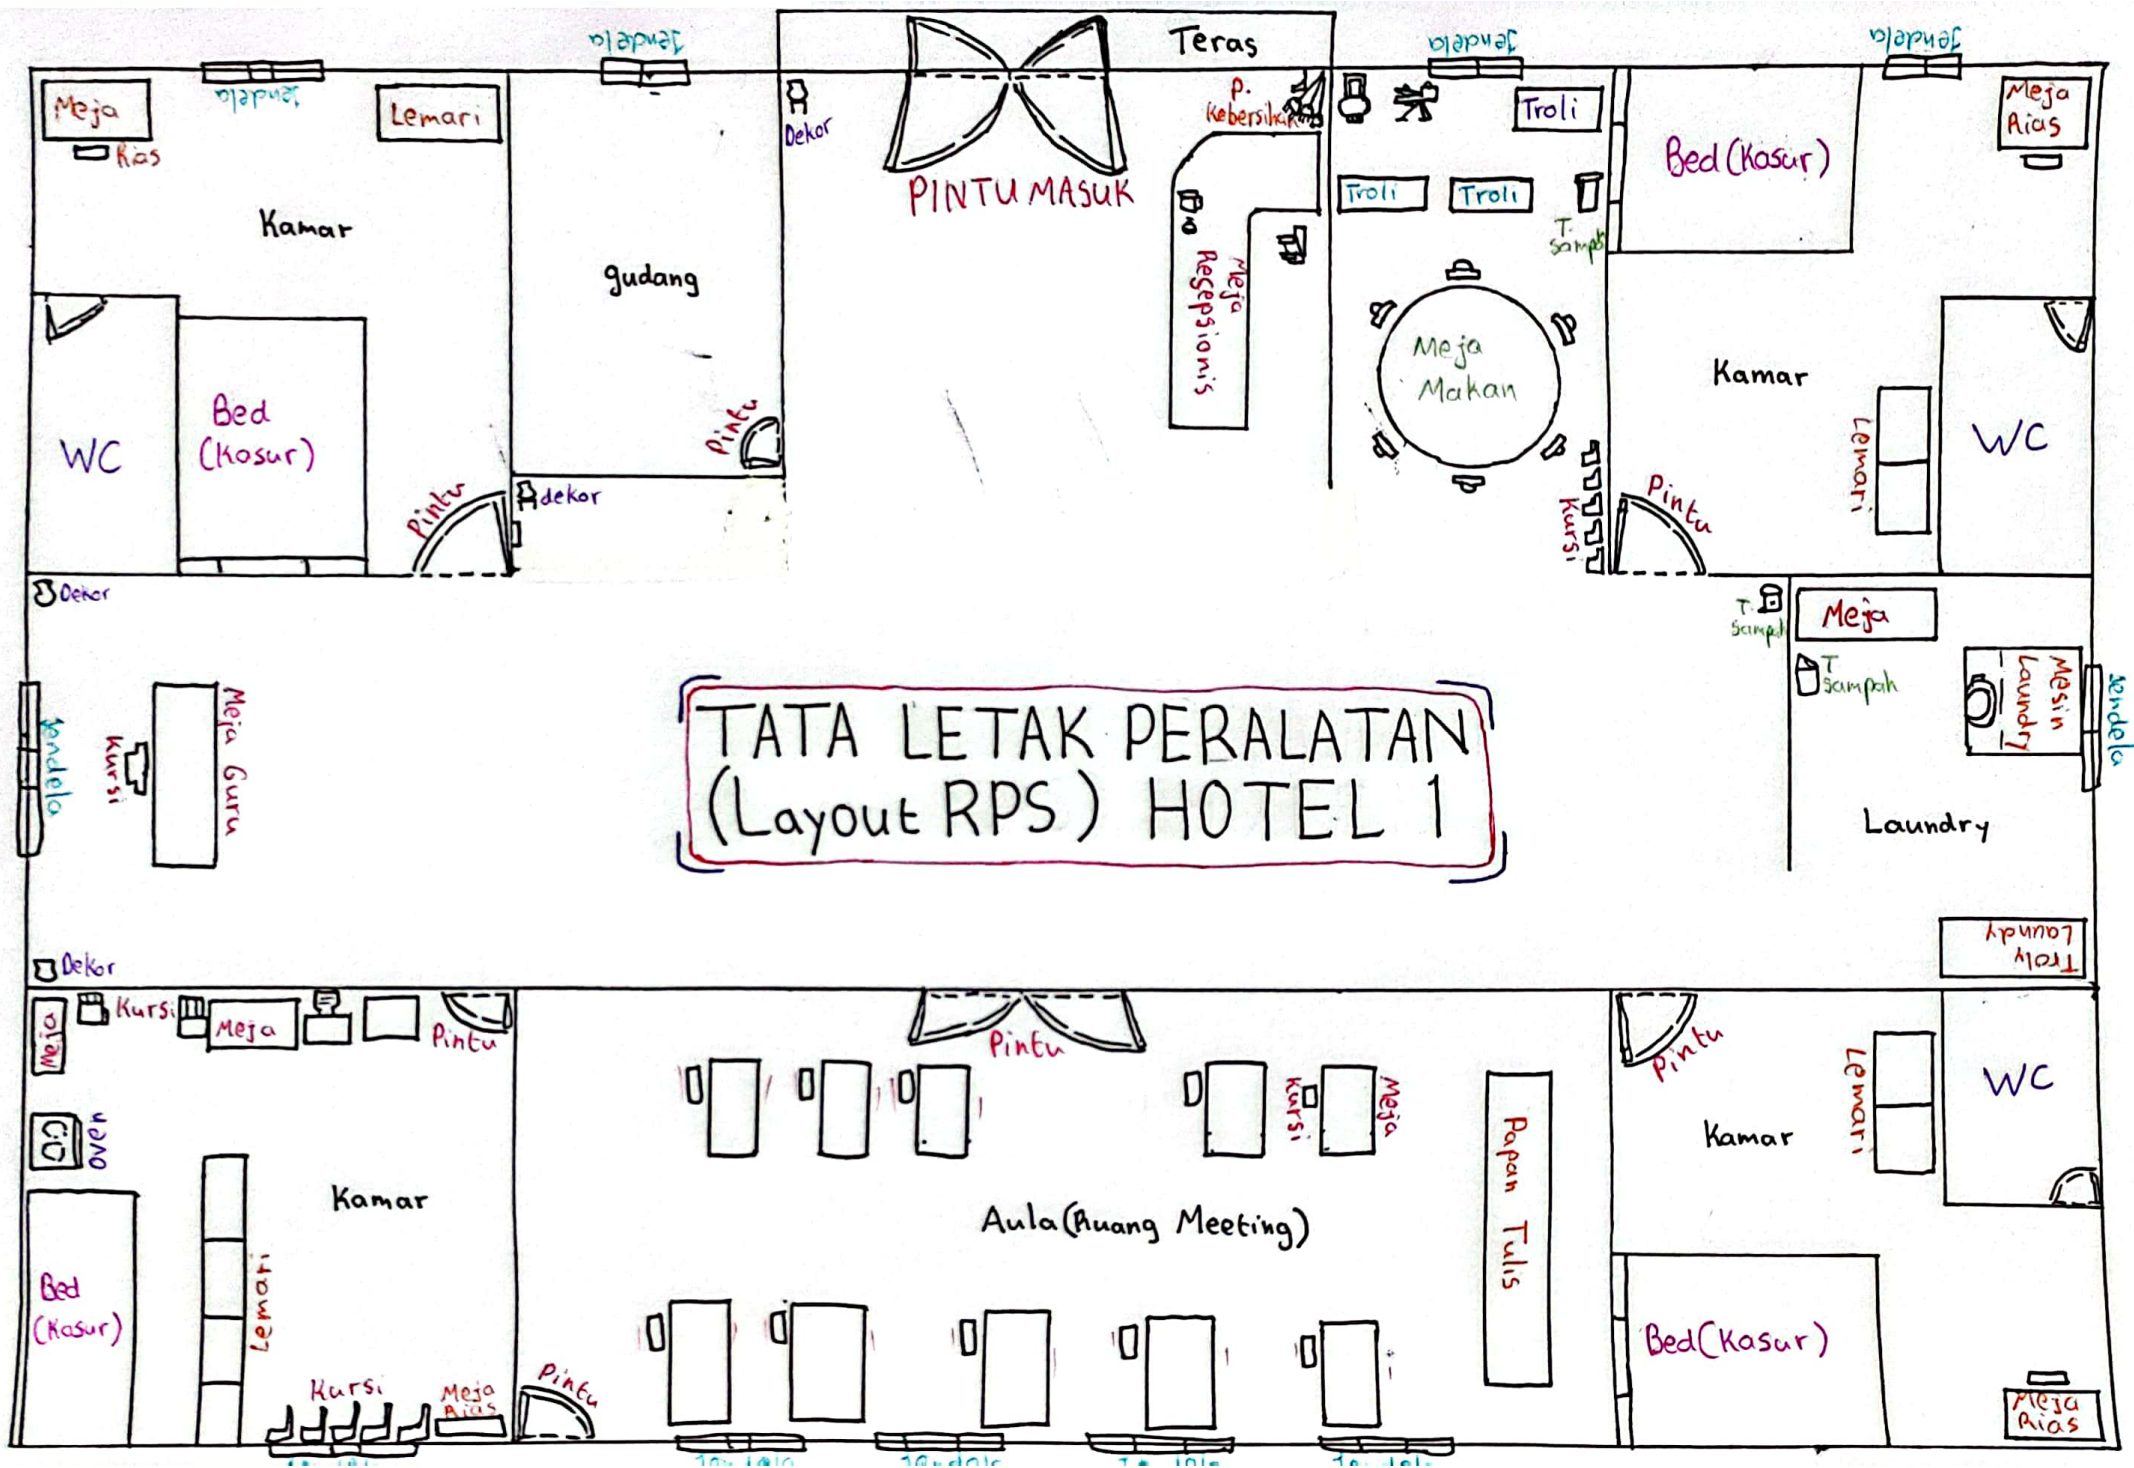 Jendela
Jendela
Teras
Jendela
Jendela
Meja
Rias
Lemari
Dekor
PINTU MASUK
P.
Kebersihan
Troli
Troli
Troli
T.
Sampah
Bed (Kasur)
Meja
Rias
Kamar
gudang
Meja
Resepsionis
Meja
Makan
Kamar
WC
Bed
(Kasur)
Pintu
Pintu
dekor
Kursi
Pintu
Lemari
WC
Dekor
T.
Sampah
Meja
T
Sampah
Mesin
Laundry
Jendela
Jendela
Kursi
Meja Guru
TATA LETAK PERALATAN
(Layout RPS) HOTEL 1
Laundry
Troly
Laundy
Dekor
Meja
Kursi
Meja
Pintu
Pintu
Pintu
Oven
Kursi
Meja
Papan Tulis
Kamar
Lemari
WC
Kamar
Aula (Ruang Meeting)
Bed
(Kasur)
Lemari
Kursi
Meja
Rias
Pintu
Bed (Kasur)
Meja
Rias